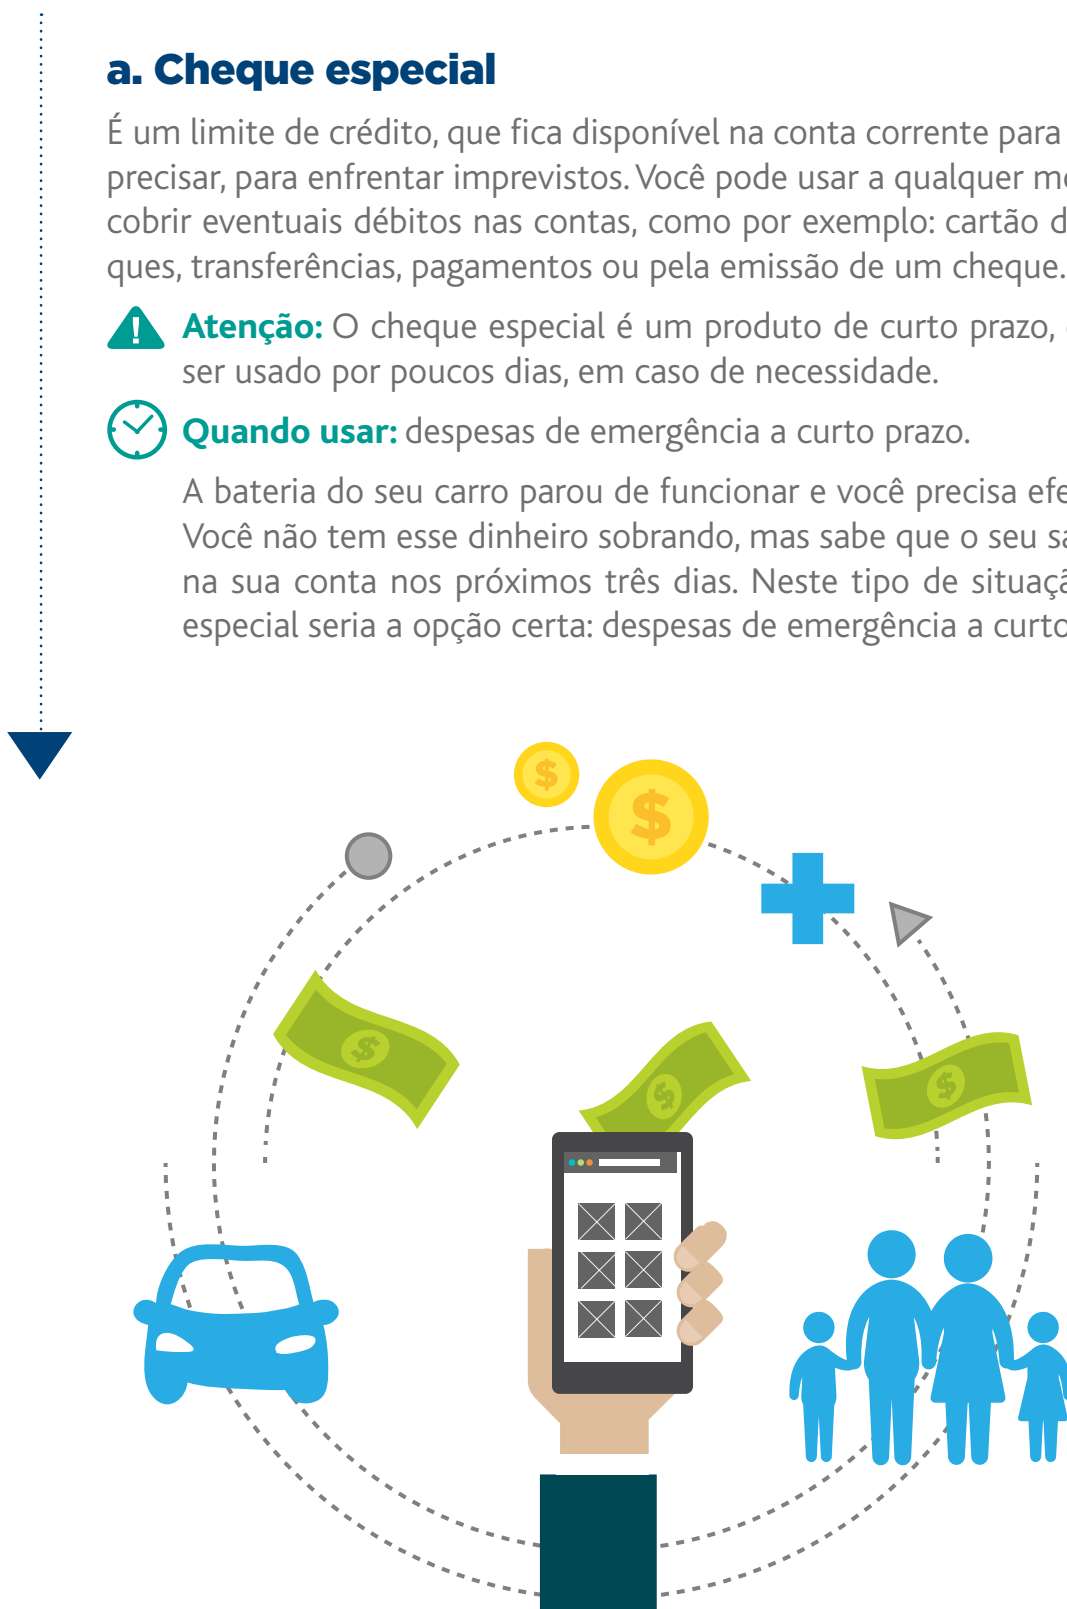 a. Cheque especial
É um limite de crédito, que fica disponível na conta corrente para
precisar, para enfrentar imprevistos. Você pode usar a qualquer
cobrir eventuais débitos nas contas, como por exemplo: cartão
ques, transferências, pagamentos ou pela emissão de um cheque.
Atenção: O cheque especial é um produto de curto prazo,
ser usado por poucos dias, em caso de necessidade.
Quando usar: despesas de emergência a curto prazo.
A bateria do seu carro parou de funcionar e você precisa
Você não tem esse dinheiro sobrando, mas sabe que o seu
na sua conta nos próximos três dias. Neste tipo de
especial seria a opção certa: despesas de emergência a curto
$
$
$
$
$